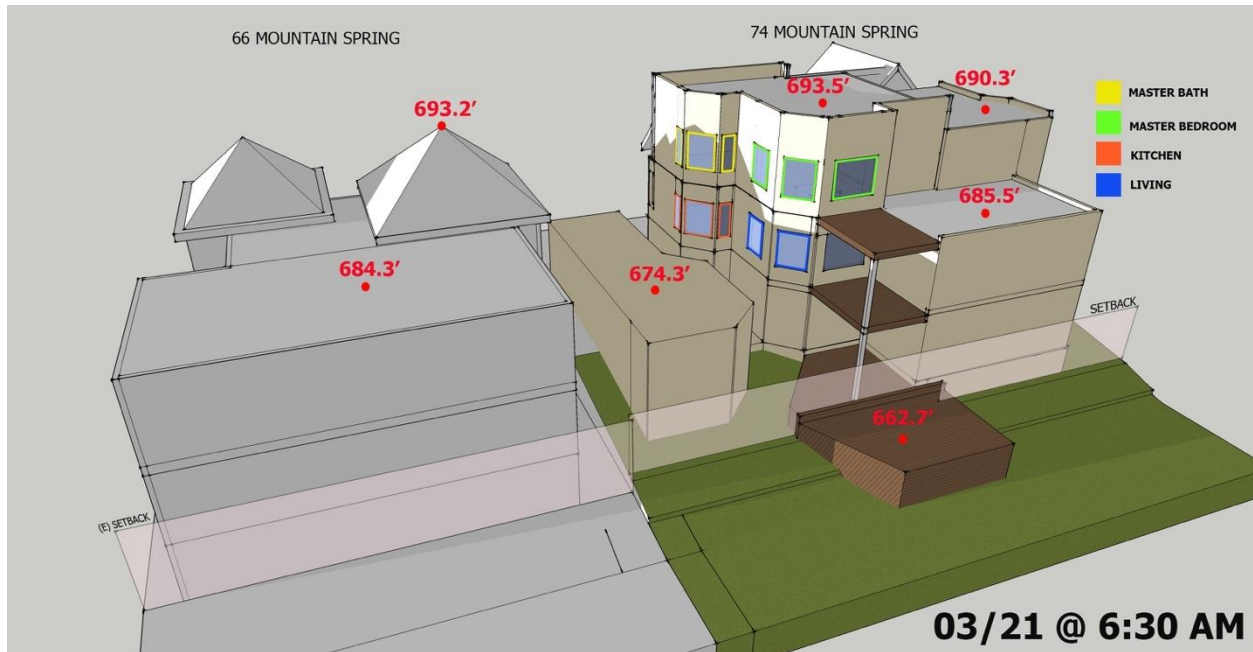 66 MOUNTAIN SPRING
74 MOUNTAIN SPRING
693.2’
693.5’
690.3’
MASTER BATH
MASTER BEDROOM
KITCHEN
LIVING
685.5’
684.3’
674.3’
SETBACK
662.7’
(E) SETBACK
03/21 @ 6:30 AM